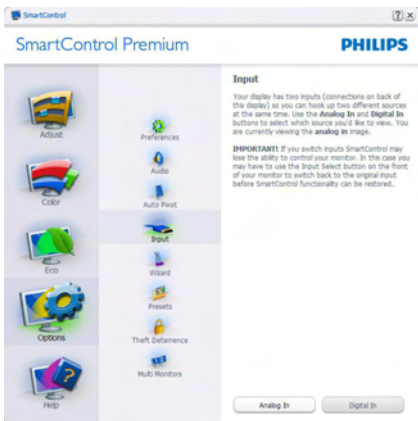 SmartControl
SmartControl Premium
PHILIPS
Adjust
Color
Eco
Options
Help
Preferences
Audio
Auto Pivot
Input
Wizard
Presets
Theft Deterrence
Multi Monitors
Input
Your display has two inputs (connections on back of
this display) so you can hook up two different sources
at the same time. Use the Analog In and Digital In
buttons to select which source you'd like to view. You
are currently viewing the analog in image.
IMPORTANT! If you switch inputs SmartControl may
lose the ability to control your monitor. In this case you
may have to use the Input Select button on the front
of your monitor to switch back to the original input
before SmartControl functionality can be restored.
Analog In
Digital In